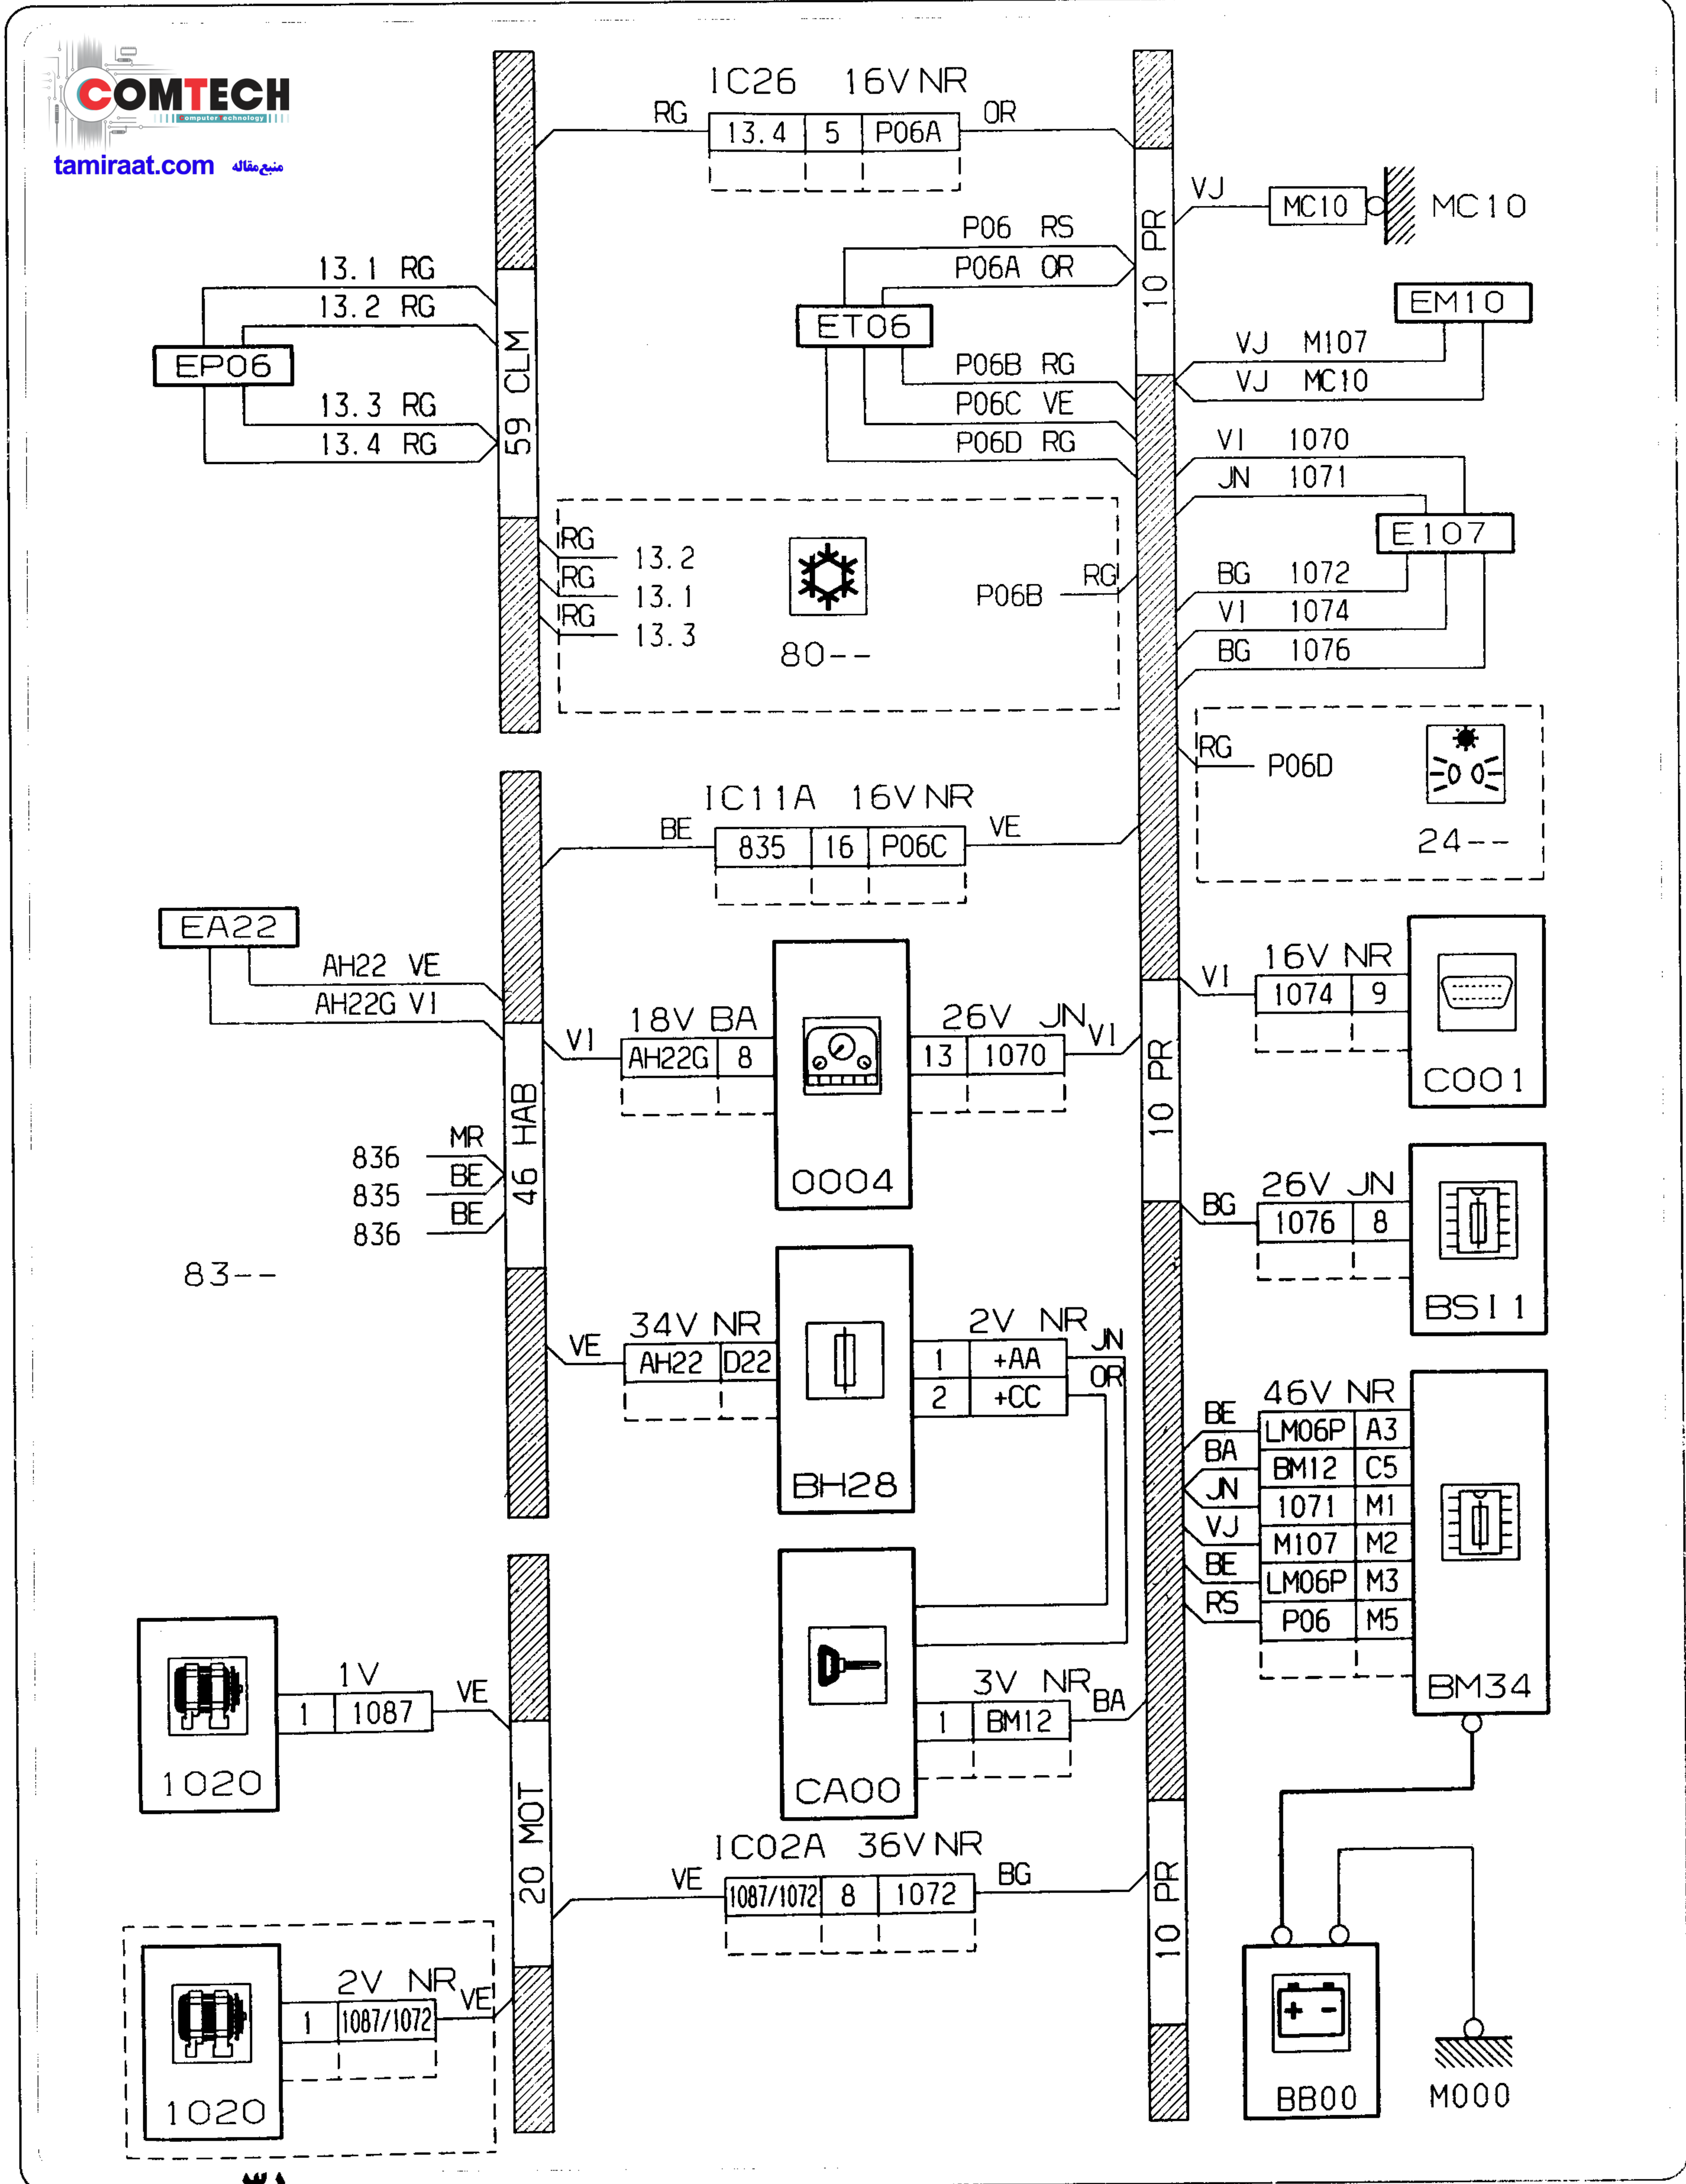 COMTECH
Computer Technology
tamiraat.com منبع مقاله
IC26 16V NR
RG 13.4 5 P06A OR
VJ MC10 MC10
10 PR
P06 RS
P06A OR
ET06
P06B RG
P06C VE
P06D RG
13.1 RG
13.2 RG
EP06
13.3 RG
13.4 RG
59 CLM
EM10
VJ M107
VJ MC10
VI 1070
JN 1071
E107
BG 1072
VI 1074
BG 1076
RG 13.2
RG 13.1
RG 13.3
P06B RG
80--
RG P06D
24--
IC11A 16V NR
BE 835 16 P06C VE
EA22
AH22 VE
AH22G VI
46 HAB
18V BA
VI AH22G 8
26V JN
13 1070 VI
0004
10 PR
16V NR
VI 1074 9
C001
836 MR
835 BE
836 BE
83--
26V JN
BG 1076 8
BSI1
34V NR
VE AH22 D22
2V NR
1 +AA JN
2 +CC OR
BH28
46V NR
BE LM06P A3
BA BM12 C5
JN 1071 M1
VJ M107 M2
BE LM06P M3
RS P06 M5
BM34
1V
1 1087 VE
1020
20 MOT
3V NR
1 BM12 BA
CA00
IC02A 36V NR
VE 1087/1072 8 1072 BG
10 PR
2V NR
1 1087/1072 VE
1020
+ -
BB00
M000
۳۱